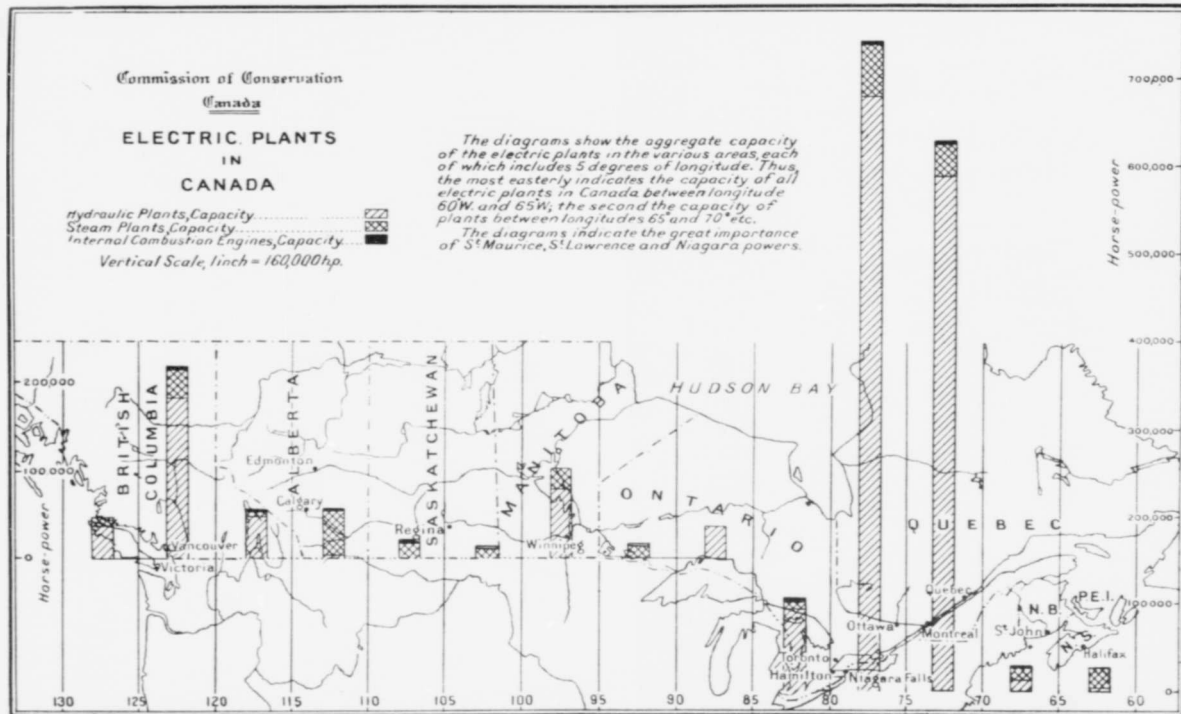 Commission of Conservation
Canada
ELECTRIC PLANTS
IN
CANADA
Hydraulic Plants, Capacity
Steam Plants, Capacity
Internal Combustion Engines, Capacity
Vertical Scale, 1inch = 160,000 hp.
The diagrams show the aggregate capacity
of the electric plants in the various areas, each
of which includes 5 degrees of longitude. Thus,
the most easterly indicates the capacity of all
electric plants in Canada between longitude
60°W. and 65°W; the second the capacity of
plants between longitudes 65° and 70° etc.
The diagrams indicate the great importance
of St. Maurice, St. Lawrence and Niagara powers.
700,000
600,000
500,000
400,000
300,000
200,000
100,000
0
Horse-power
200,000
100,000
0
Horse-power
BRITISH
COLUMBIA
ALBERTA
SASKATCHEWAN
MANITOBA
ONTARIO
QUEBEC
HUDSON BAY
N.B.
P.E.I.
N.S.
Edmonton
Calgary
Vancouver
Victoria
Regina
Winnipeg
Ottawa
Toronto
Hamilton
Niagara Falls
Quebec
Montreal
St. John
Halifax
130 125 120 115 110 105 100 95 90 85 80 75 70 65 60